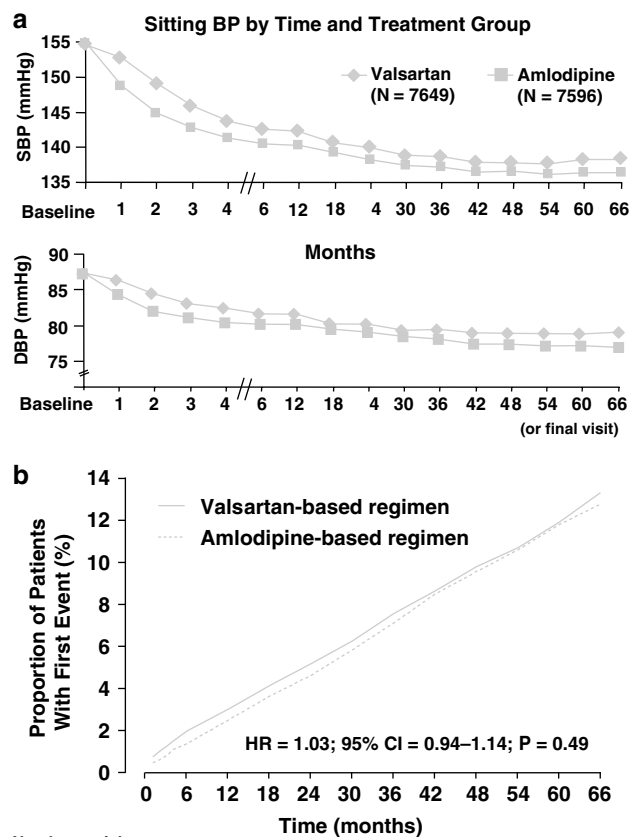 a
Sitting BP by Time and Treatment Group
155
150
145
140
135
SBP (mmHg)
Valsartan
(N = 7649)
Amlodipine
(N = 7596)
Baseline 1 2 3 4 6 12 18 4 30 36 42 48 54 60 66
Months
90
85
80
75
DBP (mmHg)
Baseline 1 2 3 4 6 12 18 4 30 36 42 48 54 60 66
(or final visit)
b
14
12
10
8
6
4
2
0
Proportion of Patients
With First Event (%)
Valsartan-based regimen
Amlodipine-based regimen
HR = 1.03; 95% CI = 0.94–1.14; P = 0.49
0 6 12 18 24 30 36 42 48 54 60 66
Time (months)